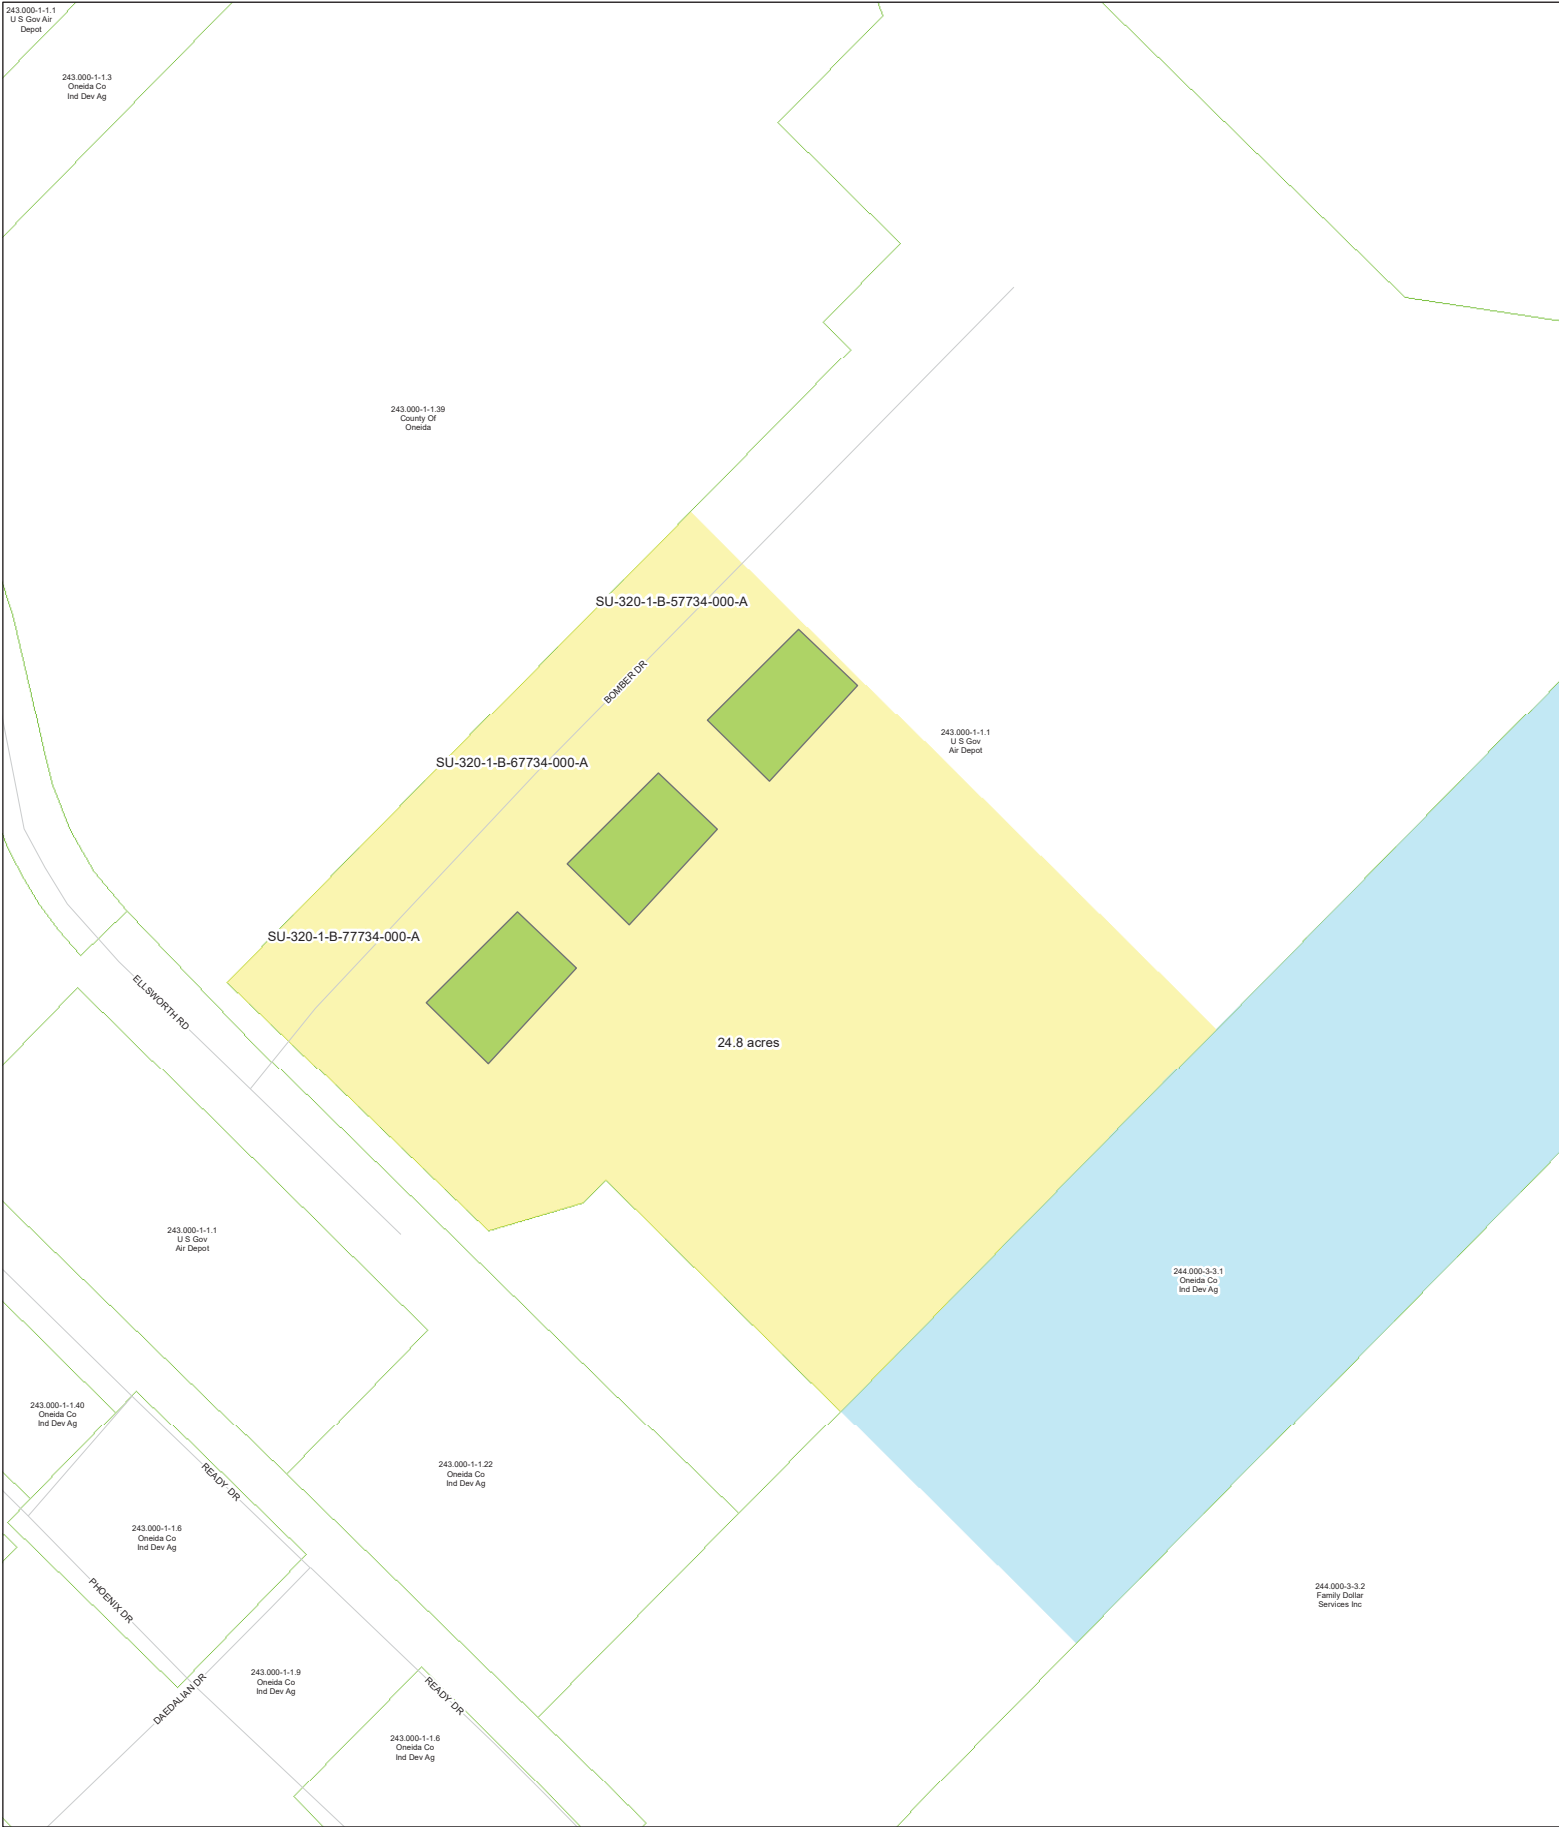 243.000-1-1.1
U S Gov Air
Depot
243.000-1-1.3
Oneida Co
Ind Dev Ag
243.000-1-1.39
County Of
Oneida
SU-320-1-B-57734-000-A
BOMBER DR
243.000-1-1.1
U S Gov
Air Depot
SU-320-1-B-67734-000-A
SU-320-1-B-77734-000-A
ELLSWORTH RD
24.8 acres
243.000-1-1.1
U S Gov
Air Depot
244.000-3-3.1
Oneida Co
Ind Dev Ag
243.000-1-1.40
Oneida Co
Ind Dev Ag
READY DR
243.000-1-1.22
Oneida Co
Ind Dev Ag
243.000-1-1.6
Oneida Co
Ind Dev Ag
PHOENIX DR
244.000-3-3.2
Family Dollar
Services Inc
243.000-1-1.9
Oneida Co
Ind Dev Ag
DAEDALIAN DR
READY DR
243.000-1-1.6
Oneida Co
Ind Dev Ag